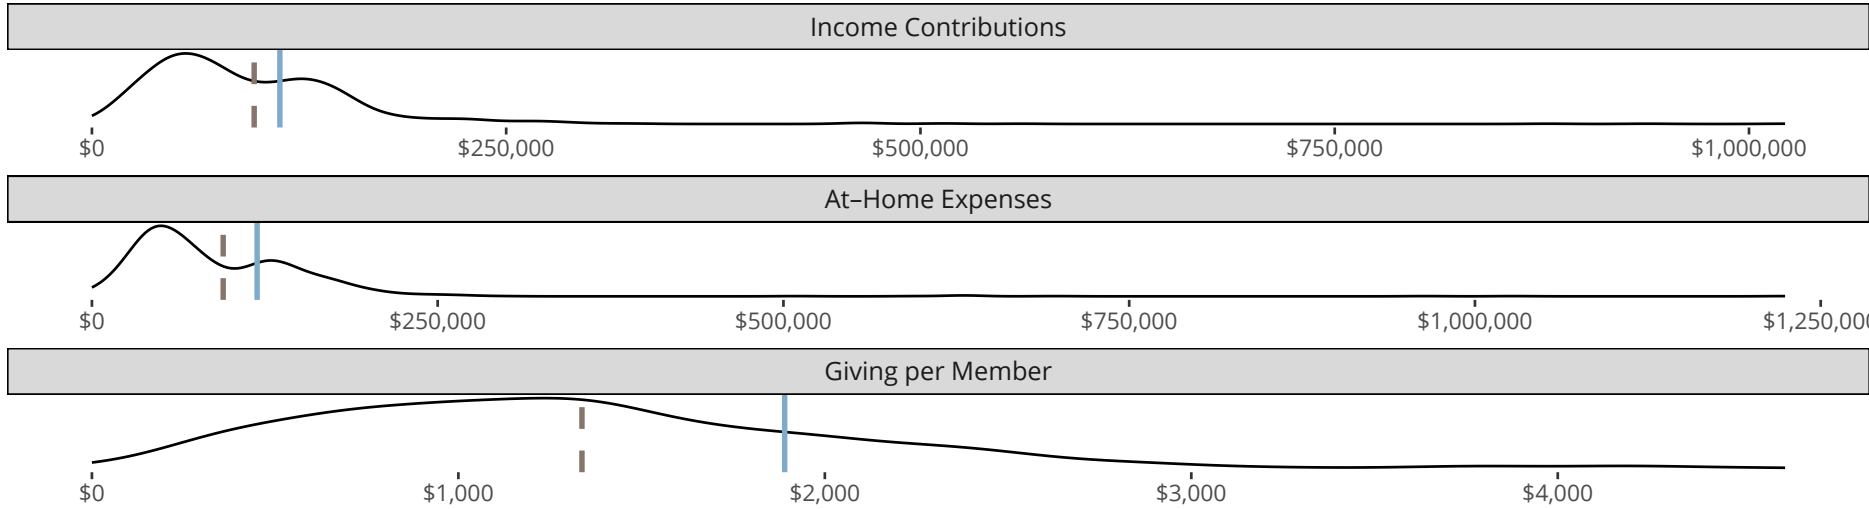 Income Contributions
$0 $250,000 $500,000 $750,000 $1,000,000
At–Home Expenses
$0 $250,000 $500,000 $750,000 $1,000,000 $1,250,000
Giving per Member
$0 $1,000 $2,000 $3,000 $4,000